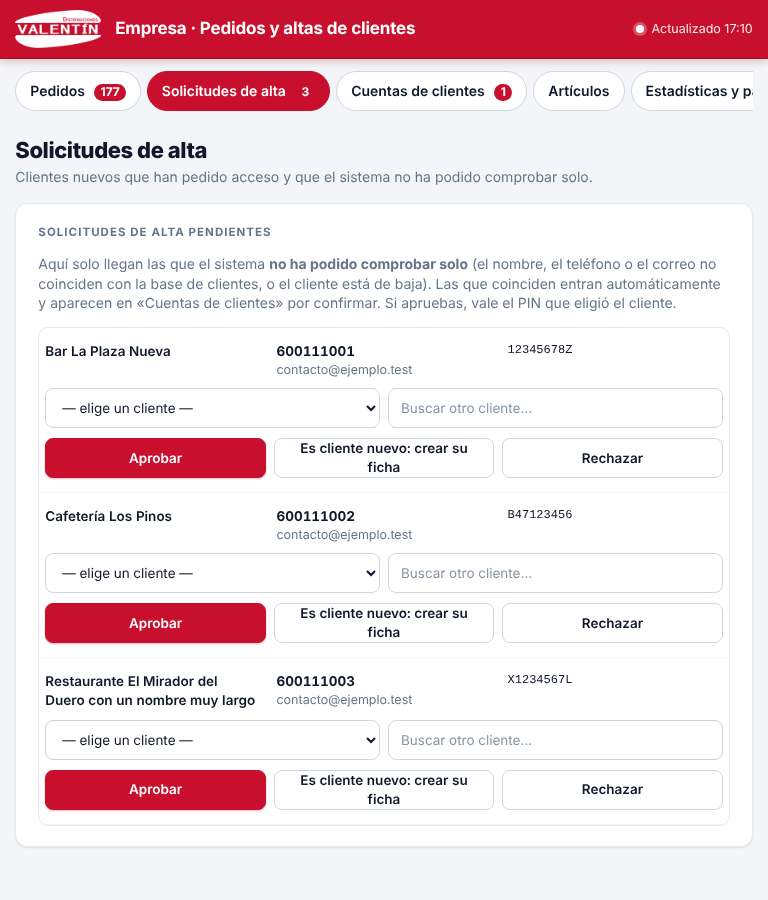 Distribuciones
VALENTÍN
Empresa · Pedidos y altas de clientes
Actualizado 17:10
Pedidos 177
Solicitudes de alta 3
Cuentas de clientes 1
Artículos
Estadísticas y pa
Solicitudes de alta
Clientes nuevos que han pedido acceso y que el sistema no ha podido comprobar solo.
SOLICITUDES DE ALTA PENDIENTES
Aquí solo llegan las que el sistema no ha podido comprobar solo (el nombre, el teléfono o el correo no
coinciden con la base de clientes, o el cliente está de baja). Las que coinciden entran automáticamente
y aparecen en «Cuentas de clientes» por confirmar. Si apruebas, vale el PIN que eligió el cliente.
Bar La Plaza Nueva
600111001
contacto@ejemplo.test
12345678Z
— elige un cliente —
Buscar otro cliente...
Aprobar
Es cliente nuevo: crear su
ficha
Rechazar
Cafetería Los Pinos
600111002
contacto@ejemplo.test
B47123456
— elige un cliente —
Buscar otro cliente...
Aprobar
Es cliente nuevo: crear su
ficha
Rechazar
Restaurante El Mirador del
Duero con un nombre muy largo
600111003
contacto@ejemplo.test
X1234567L
— elige un cliente —
Buscar otro cliente...
Aprobar
Es cliente nuevo: crear su
ficha
Rechazar